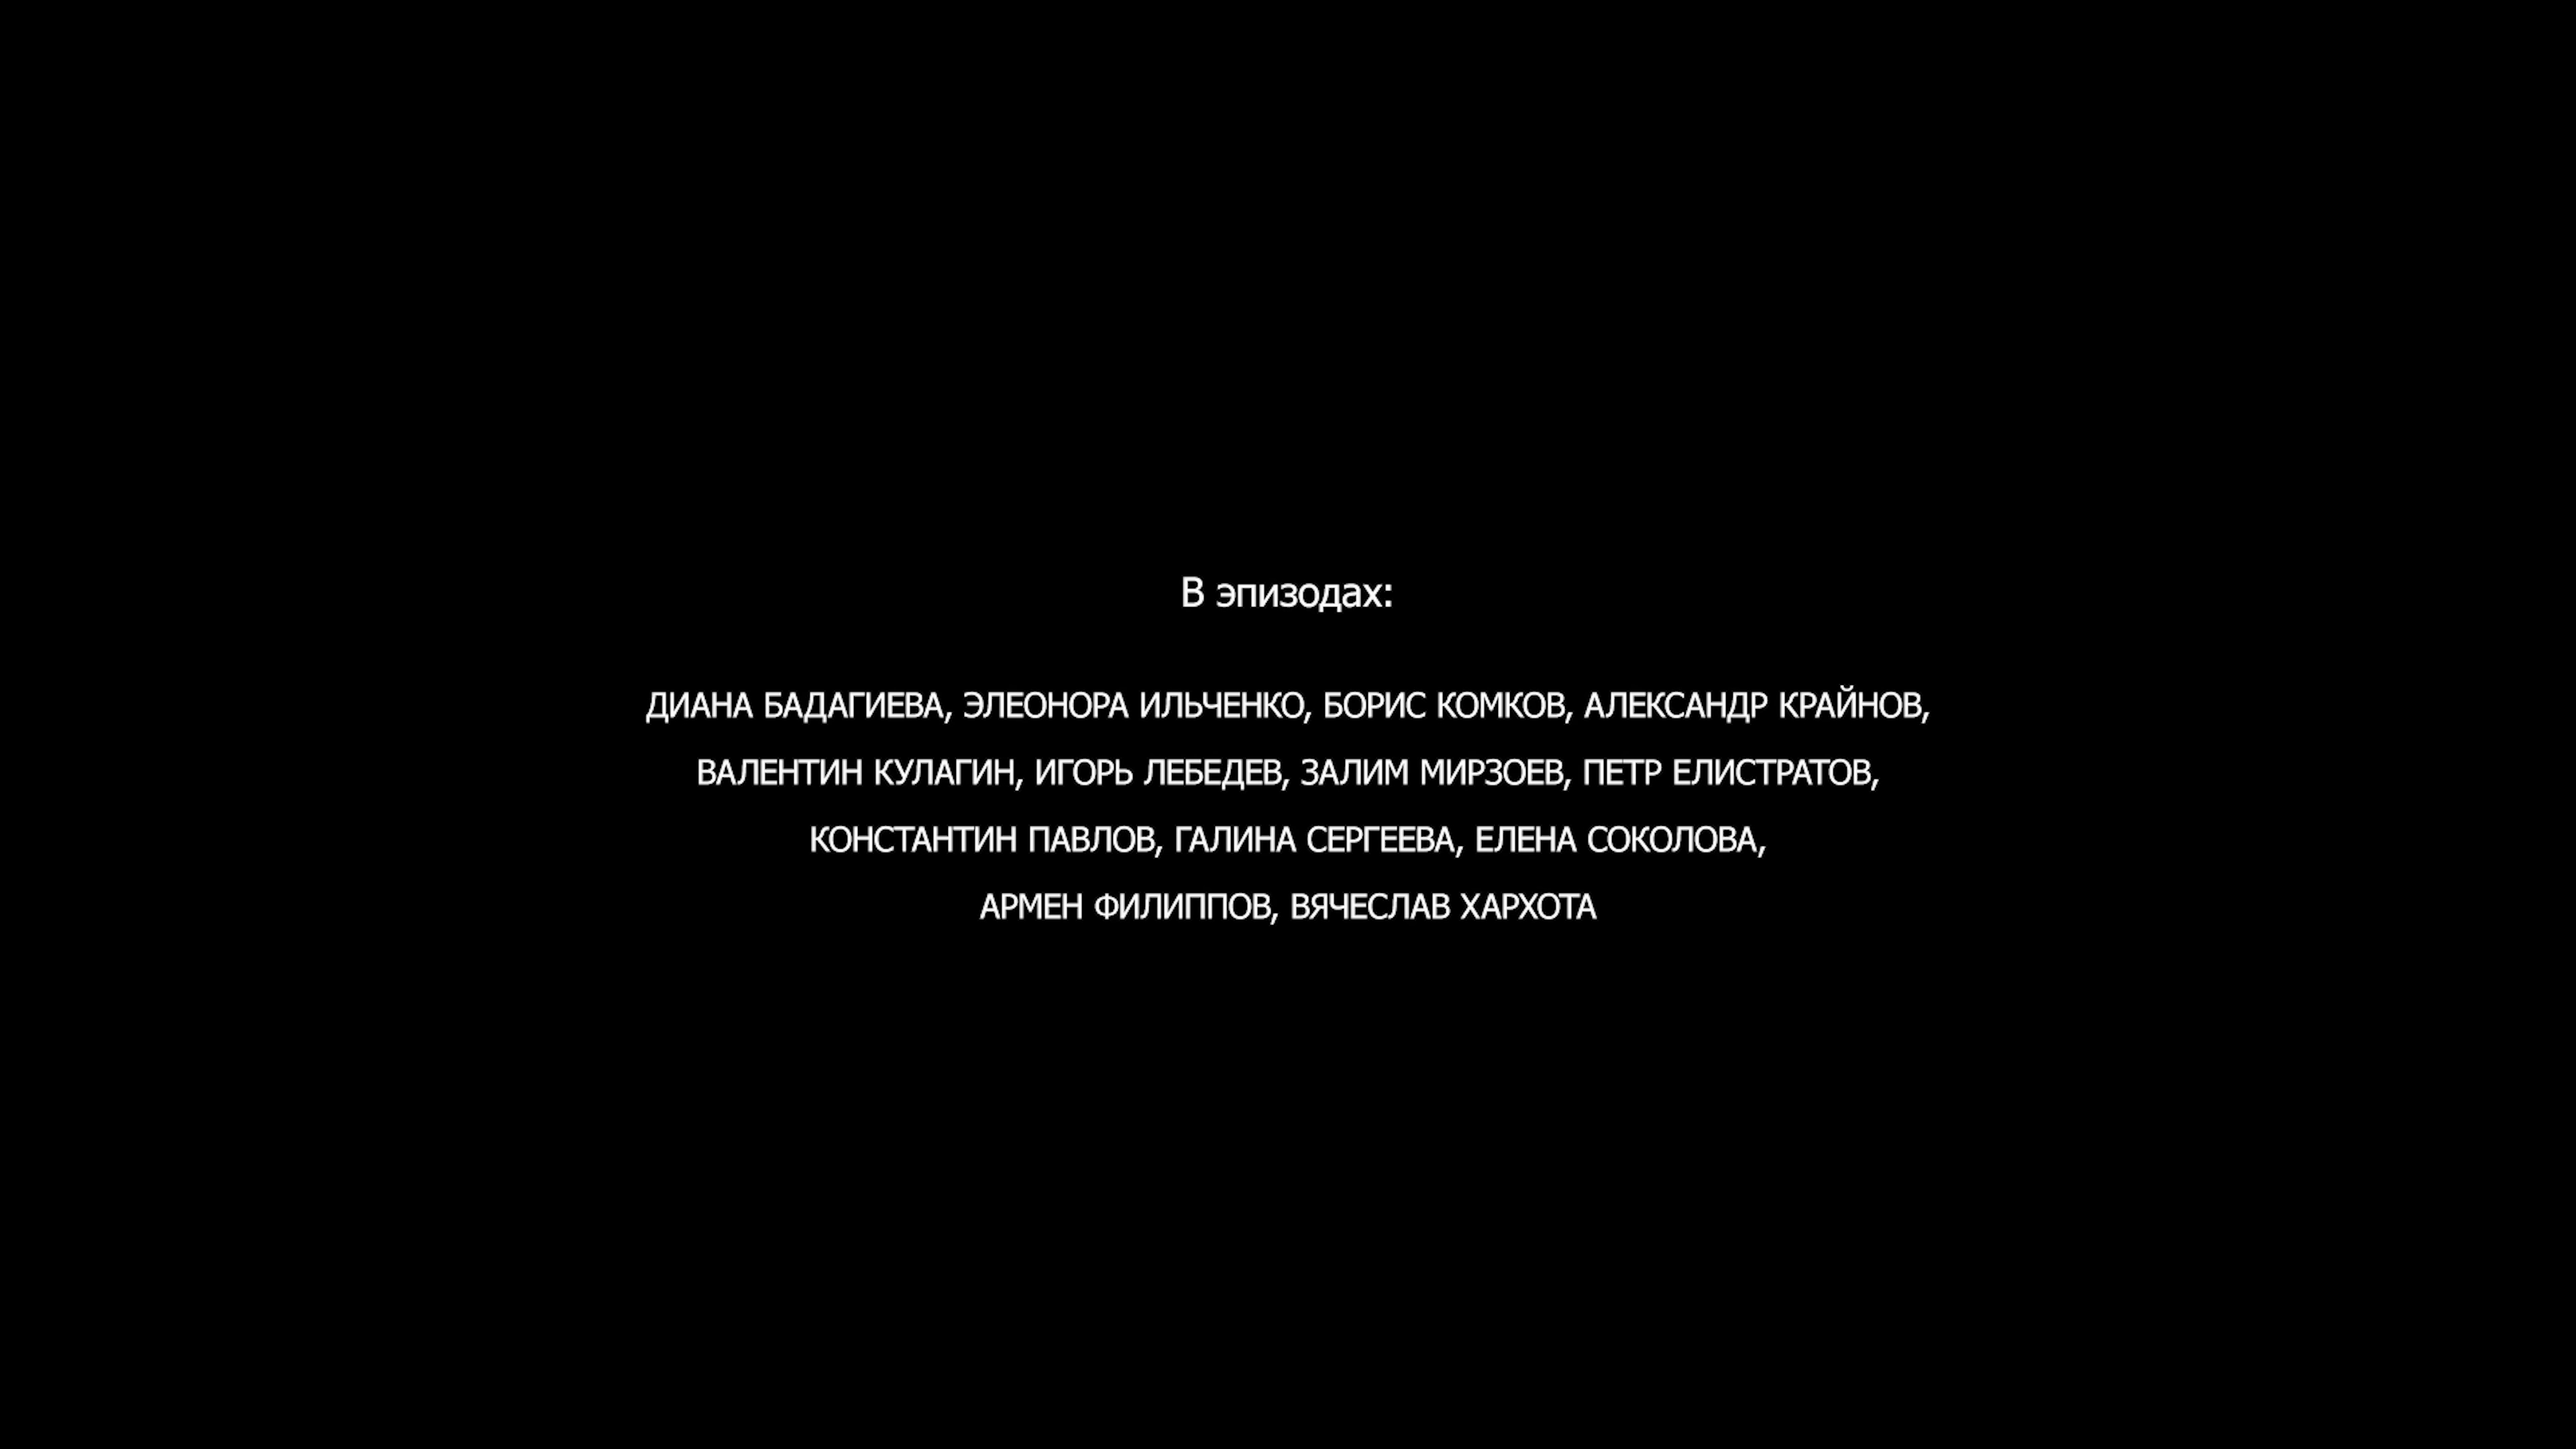 В эпизодах:
ДИАНА БАДАГИЕВА, ЭЛЕОНОРА ИЛЬЧЕНКО, БОРИС КОМКОВ, АЛЕКСАНДР КРАЙНОВ,
ВАЛЕНТИН КУЛАГИН, ИГОРЬ ЛЕБЕДЕВ, ЗАЛИМ МИРЗОЕВ, ПЕТР ЕЛИСТРАТОВ,
КОНСТАНТИН ПАВЛОВ, ГАЛИНА СЕРГЕЕВА, ЕЛЕНА СОКОЛОВА,
АРМЕН ФИЛИППОВ, ВЯЧЕСЛАВ ХАРХОТА